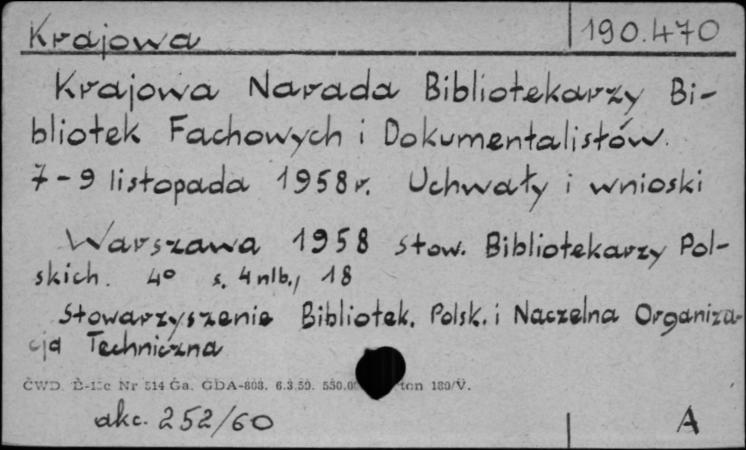 Krajowa 190.470
Krajowa Narada Bibliotekarzy Bi-
bliotek Fachowych i Dokumentalistów.
7-9 listopada 1958 r. Uchwały i wnioski
Warszawa 1958 Stow. Bibliotekarzy Pol-
skich. 4° s. 4 nlb., 18
Stowarzyszenie Bibliotek. Polsk. i Naczelna Organiza-
cja Techniczna
CWD. Nr 514 Ga. GDA-808. 6.3.59. 180/V.
akc. 252/60 A